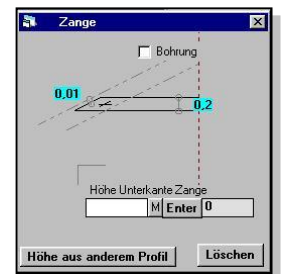 Zange
Bohrung
0,01
0,2
Höhe Unterkante Zange
M Enter 0
Höhe aus anderem Profil Löschen